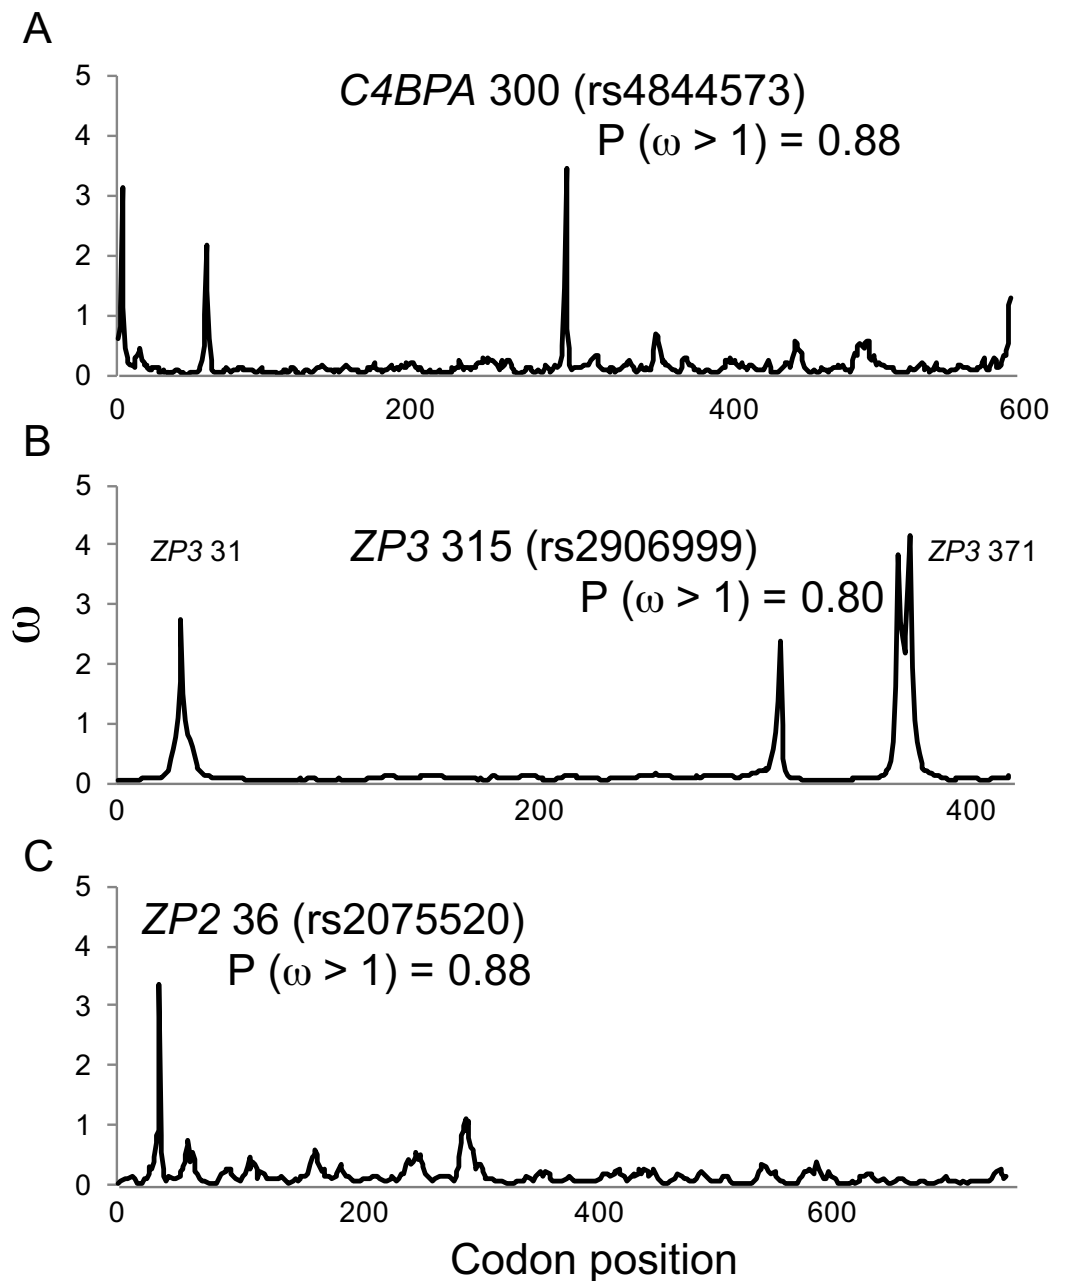 A
5
C4BPA 300 (rs4844573)
4
P (ω > 1) = 0.88
3
2
1
0
0 200 400 600
B
5
4
ZP3 31
ZP3 315 (rs2906999)
ZP3 371
3
P (ω > 1) = 0.80
ω
2
1
0
0 200 400
C
5
ZP2 36 (rs2075520)
4
P (ω > 1) = 0.88
3
2
1
0
0 200 400 600
Codon position